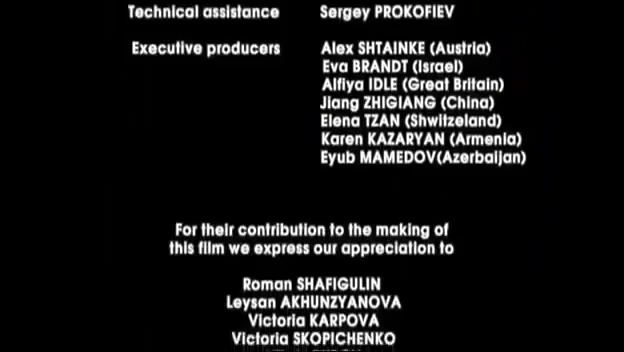 Technical assistance Sergey PROKOFIEV
Executive producers Alex SHTAINKE (Austria)
Eva BRANDT (Israel)
Alfiya IDLE (Great Britain)
Jiang ZHIGIANG (China)
Elena TZAN (Shwitzeland)
Karen KAZARYAN (Armenia)
Eyub MAMEDOV(Azerbaijan)
For their contribution to the making of
this film we express our appreciation to
Roman SHAFIGULIN
Leysan AKHUNZYANOVA
Victoria KARPOVA
Victoria SKOPICHENKO